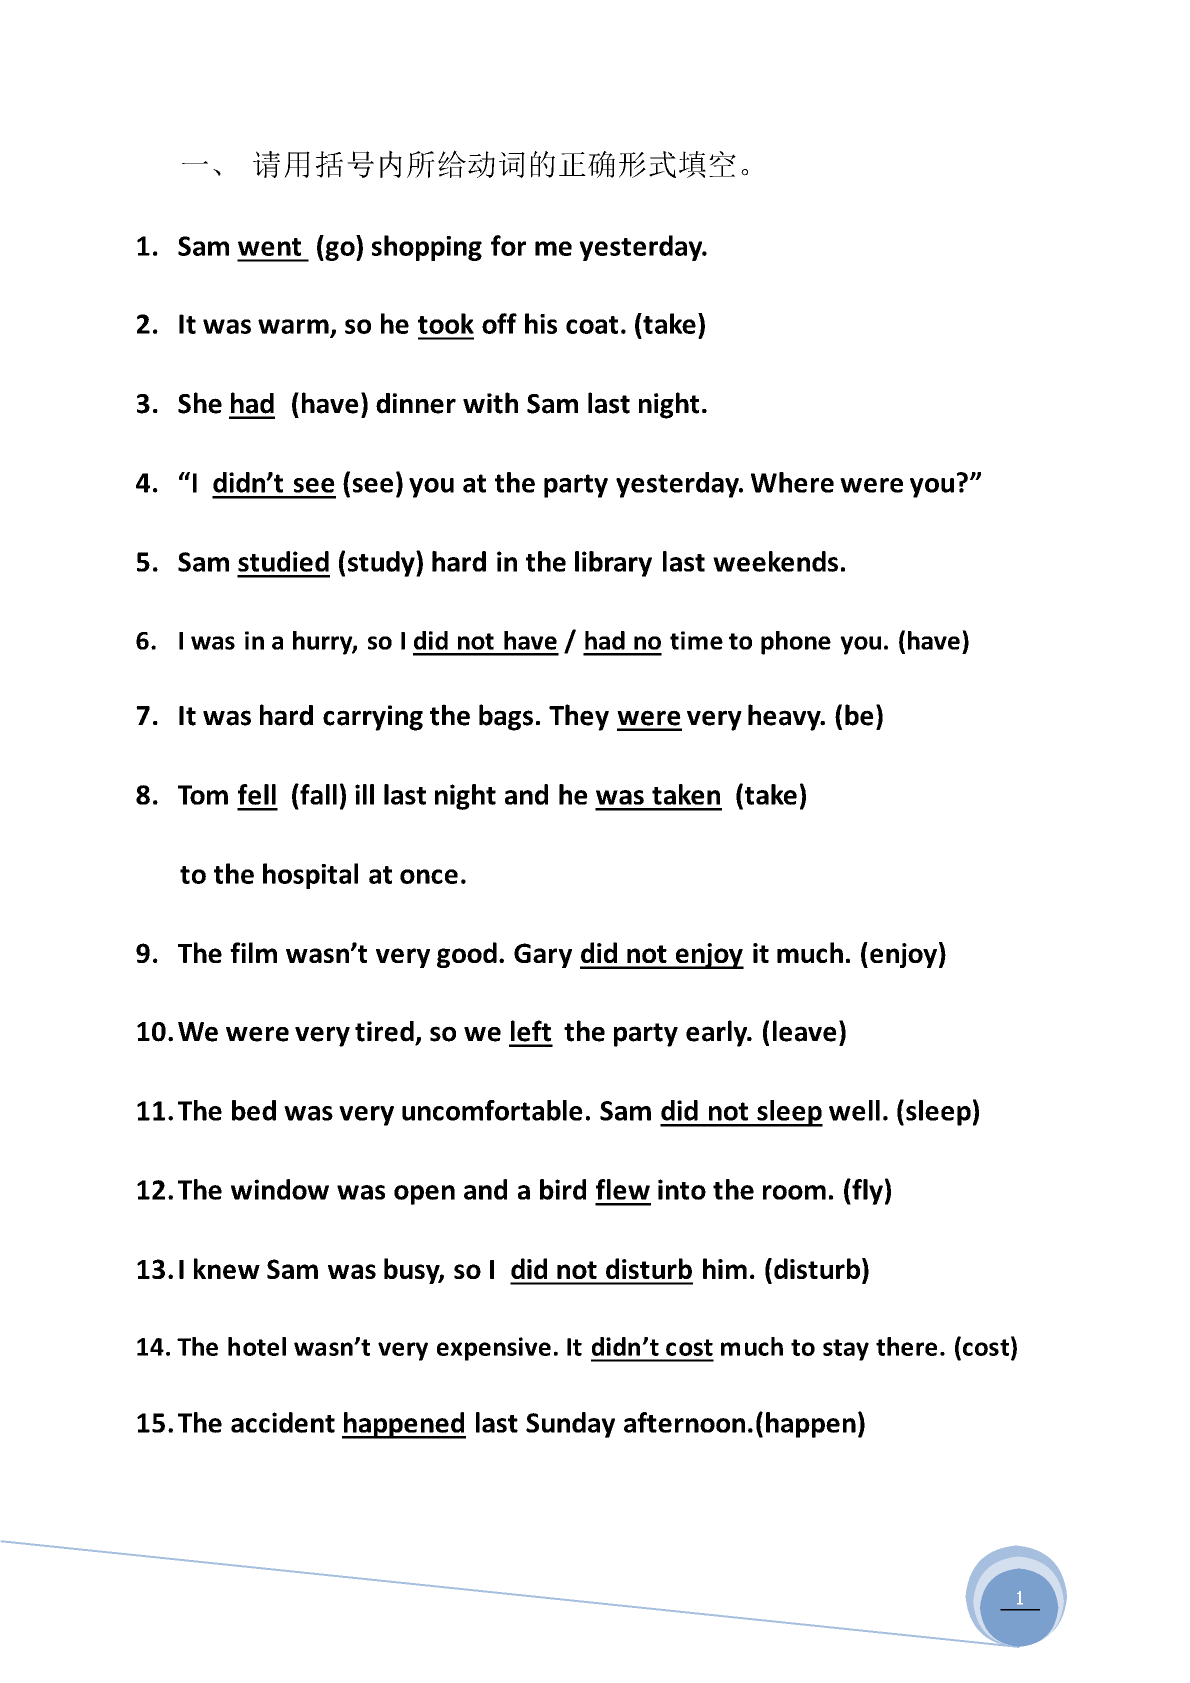 一、 请用括号内所给动词的正确形式填空。
1. Sam went (go) shopping for me yesterday.
2. It was warm, so he took off his coat. (take)
3. She had (have) dinner with Sam last night.
4. “I didn’t see (see) you at the party yesterday. Where were you?”
5. Sam studied (study) hard in the library last weekends.
6. I was in a hurry, so I did not have / had no time to phone you. (have)
7. It was hard carrying the bags. They were very heavy. (be)
8. Tom fell (fall) ill last night and he was taken (take)
to the hospital at once.
9. The film wasn’t very good. Gary did not enjoy it much. (enjoy)
10. We were very tired, so we left the party early. (leave)
11. The bed was very uncomfortable. Sam did not sleep well. (sleep)
12. The window was open and a bird flew into the room. (fly)
13. I knew Sam was busy, so I did not disturb him. (disturb)
14. The hotel wasn’t very expensive. It didn’t cost much to stay there. (cost)
15. The accident happened last Sunday afternoon.(happen)
1